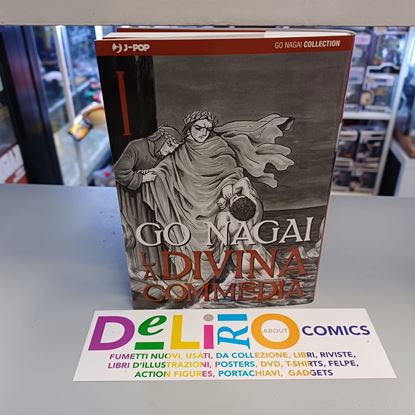 J-POP
GO NAGAI COLLECTION
I
GO NAGAI
LA DIVINA
COMMEDIA
DELIRIO ABOUT COMICS
FUMETTI NUOVI, USATI, DA COLLEZIONE, LIBRI, RIVISTE,
LIBRI D'ILLUSTRAZIONI, POSTERS, DVD, T-SHIRTS, FELPE,
ACTION FIGURES, PORTACHIAVI, GADGETS